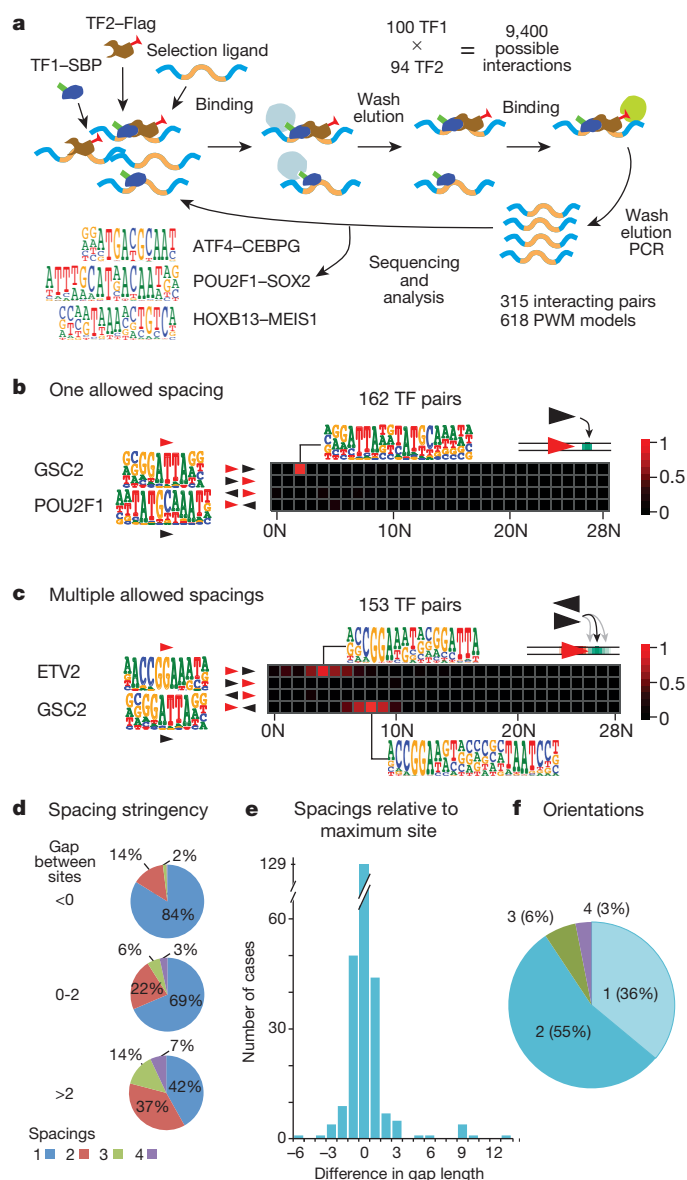 a
TF2–Flag
TF1–SBP
Selection ligand
100 TF1
×
94 TF2
=
9,400
possible
interactions
Binding
Wash
elution
Binding
Wash
elution
PCR
Sequencing
and
analysis
315 interacting pairs
618 PWM models
ATF4–CEBPG
POU2F1–SOX2
HOXB13–MEIS1
b One allowed spacing
162 TF pairs
GSC2
POU2F1
0N 10N 20N 28N
1
0.5
0
c Multiple allowed spacings
153 TF pairs
ETV2
GSC2
0N 10N 20N 28N
1
0.5
0
d Spacing stringency
Gap
between
sites
<0
14% 2%
84%
0-2
6% 3%
22% 69%
>2
14% 7%
42%
37%
Spacings
1 2 3 4
e Spacings relative to
maximum site
129
60
30
0
Number of cases
–6 –3 0 3 6 9 12
Difference in gap length
f Orientations
3 (6%) 4 (3%)
1 (36%)
2 (55%)